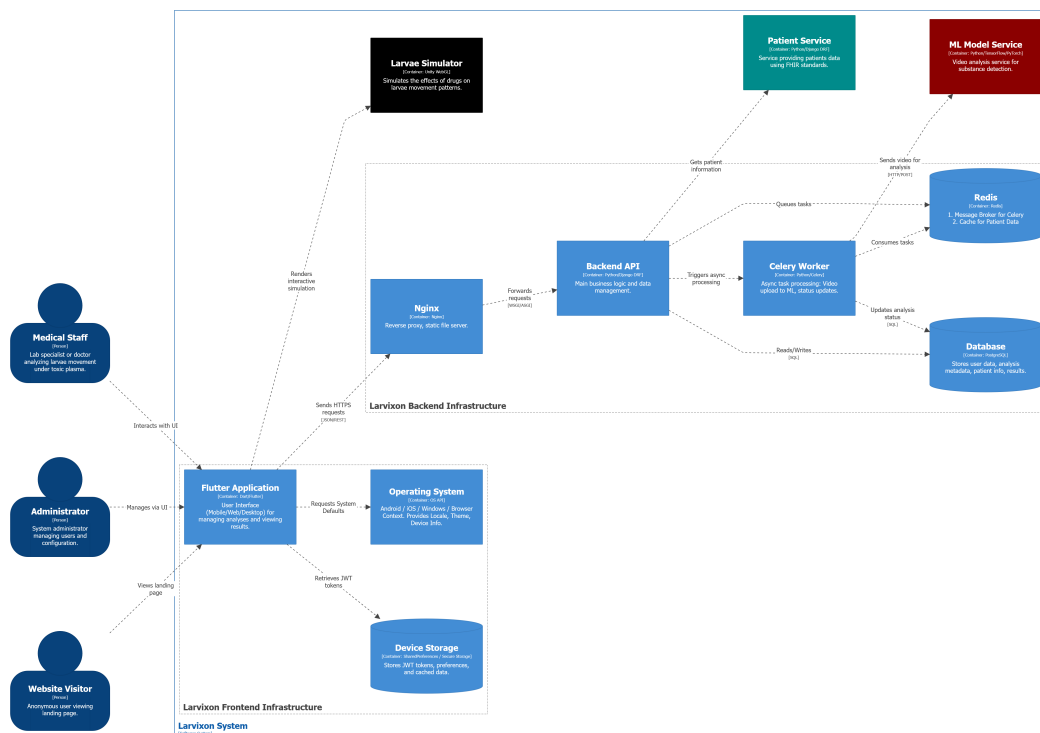 Larvae Simulator
[Container: Unity WebGL]
Simulates the effects of drugs on
larvae movement patterns.
Patient Service
[Container: Python/Django DRF]
Service providing patients data
using FHIR standards.
ML Model Service
[Container: Python/TensorFlow/PyTorch]
Video analysis service for
substance detection.
Gets patient
information
Sends video for
analysis
[HTTP/POST]
Queues tasks
Redis
[Container: Redis]
1. Message Broker for Celery
2. Cache for Patient Data
Renders
interactive
simulation
Nginx
[Container: Nginx]
Reverse proxy, static file server.
Forwards
requests
[WSGI/ASGI]
Backend API
[Container: Python/Django DRF]
Main business logic and data
management.
Triggers async
processing
Celery Worker
[Container: Python/Celery]
Async task processing: Video
upload to ML, status updates.
Consumes tasks
Updates analysis
status
[SQL]
Reads/Writes
[SQL]
Database
[Container: PostgreSQL]
Stores user data, analysis
metadata, patient info, results.
Larvixon Backend Infrastructure
Medical Staff
[Person]
Lab specialist or doctor
analyzing larvae movement
under toxic plasma.
Interacts with UI
Sends HTTPS
requests
[JSON/REST]
Administrator
[Person]
System administrator
managing users and
configuration.
Manages via UI
Flutter Application
[Container: Dart/Flutter]
User Interface
(Mobile/Web/Desktop) for
managing analyses and viewing
results.
Requests System
Defaults
Operating System
[Container: OS API]
Android / iOS / Windows / Browser
Context. Provides Locale, Theme,
Device Info.
Views landing
page
Retrieves JWT
tokens
Website Visitor
[Person]
Anonymous user viewing
landing page.
Device Storage
[Container: SharedPreferences / Secure Storage]
Stores JWT tokens, preferences,
and cached data.
Larvixon Frontend Infrastructure
Larvixon System